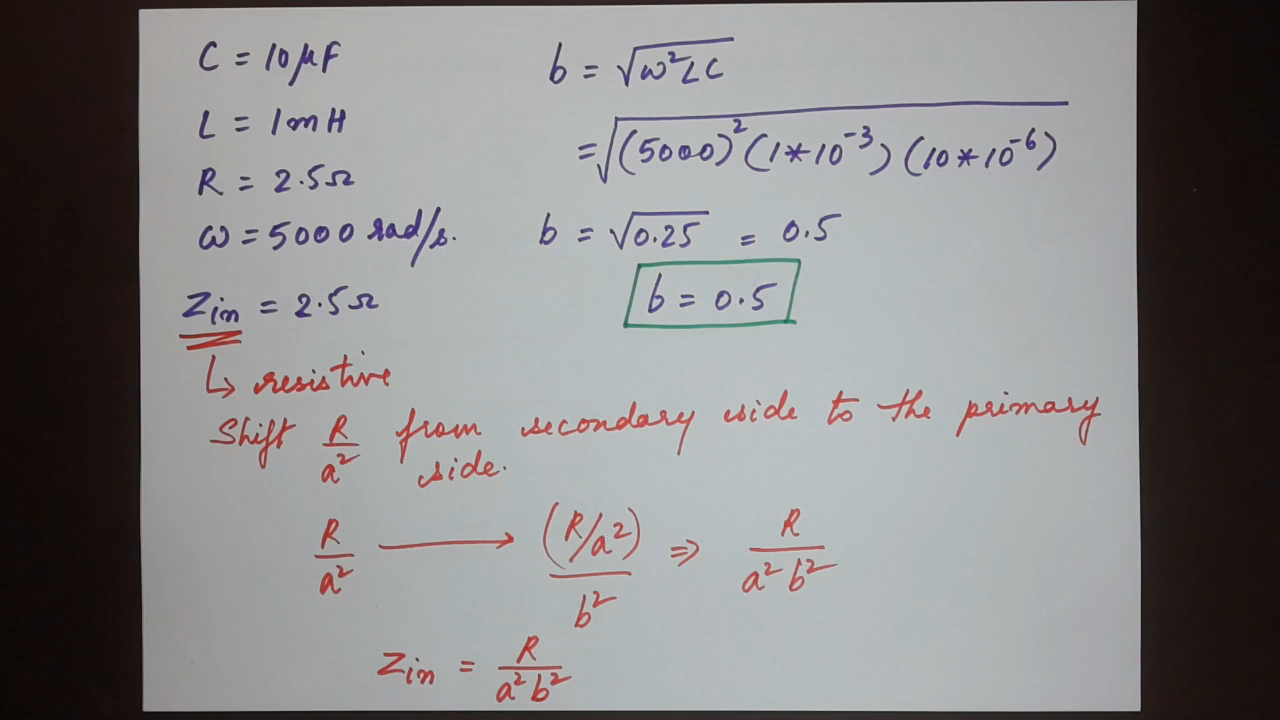 C = 10μF
L = 1mH
R = 2.5Ω
ω = 5000 rad/s.
Zin = 2.5Ω
↳ resistive
b = √ω²LC
= √(5000)² (1*10⁻³) (10*10⁻⁶)
b = √0.25 = 0.5
b = 0.5
Shift R/a² from secondary side to the primary
side.
R/a² → (R/a²)/b² ⇒ R/a²b²
Zin = R/a²b²